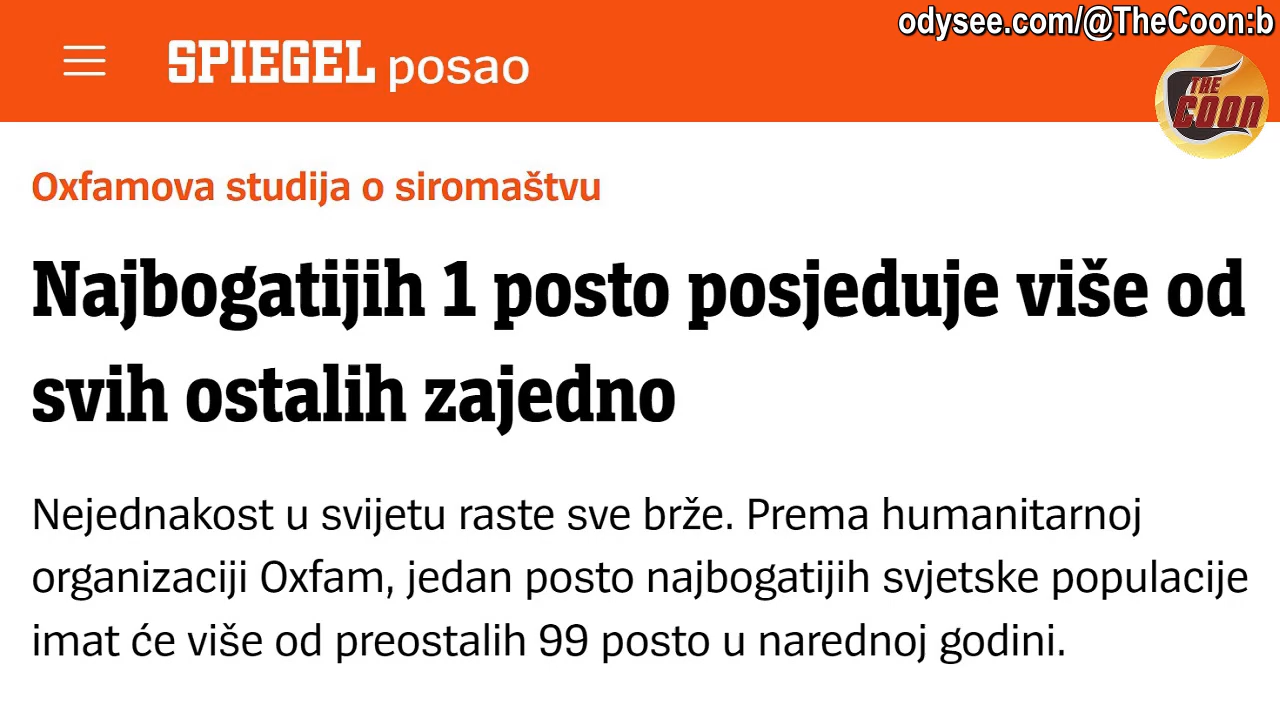 odysee.com/@TheCoon:b
SPIEGEL posao
THE
COON
Oxfamova studija o siromaštvu
Najbogatijih 1 posto posjeduje više od
svih ostalih zajedno
Nejednakost u svijetu raste sve brže. Prema humanitarnoj
organizaciji Oxfam, jedan posto najbogatijih svjetske populacije
imat će više od preostalih 99 posto u narednoj godini.